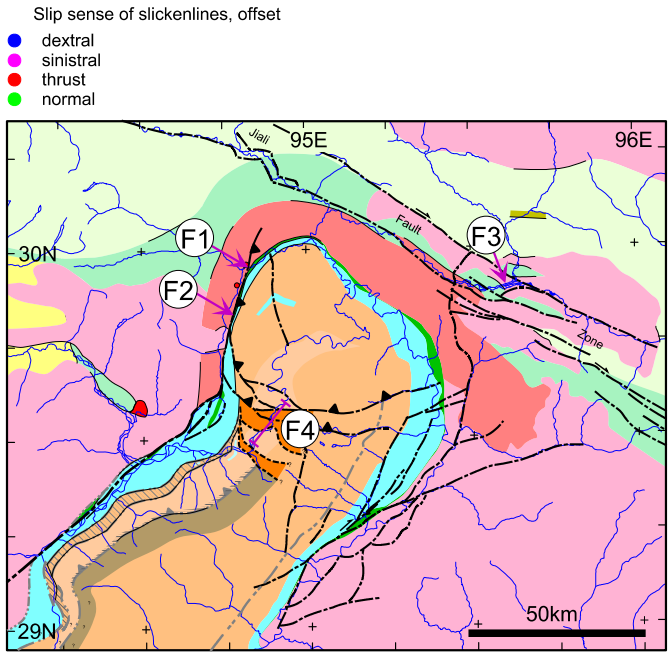 Slip sense of slickenlines, offset
dextral
sinistral
thrust
normal
Jiali
95E
96E
Fault
F1
F3
30N
F2
Zone
F4
50km
29N